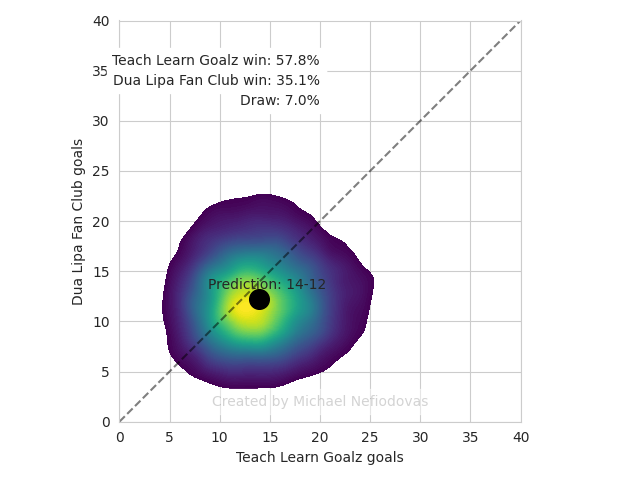 40
Teach Learn Goalz win: 57.8%
35
Dua Lipa Fan Club win: 35.1%
Draw: 7.0%
30
25
20
15
Prediction: 14-12
10
5
Created by Michael Nefiodovas
0
0 5 10 15 20 25 30 35 40
Teach Learn Goalz goals
Dua Lipa Fan Club goals